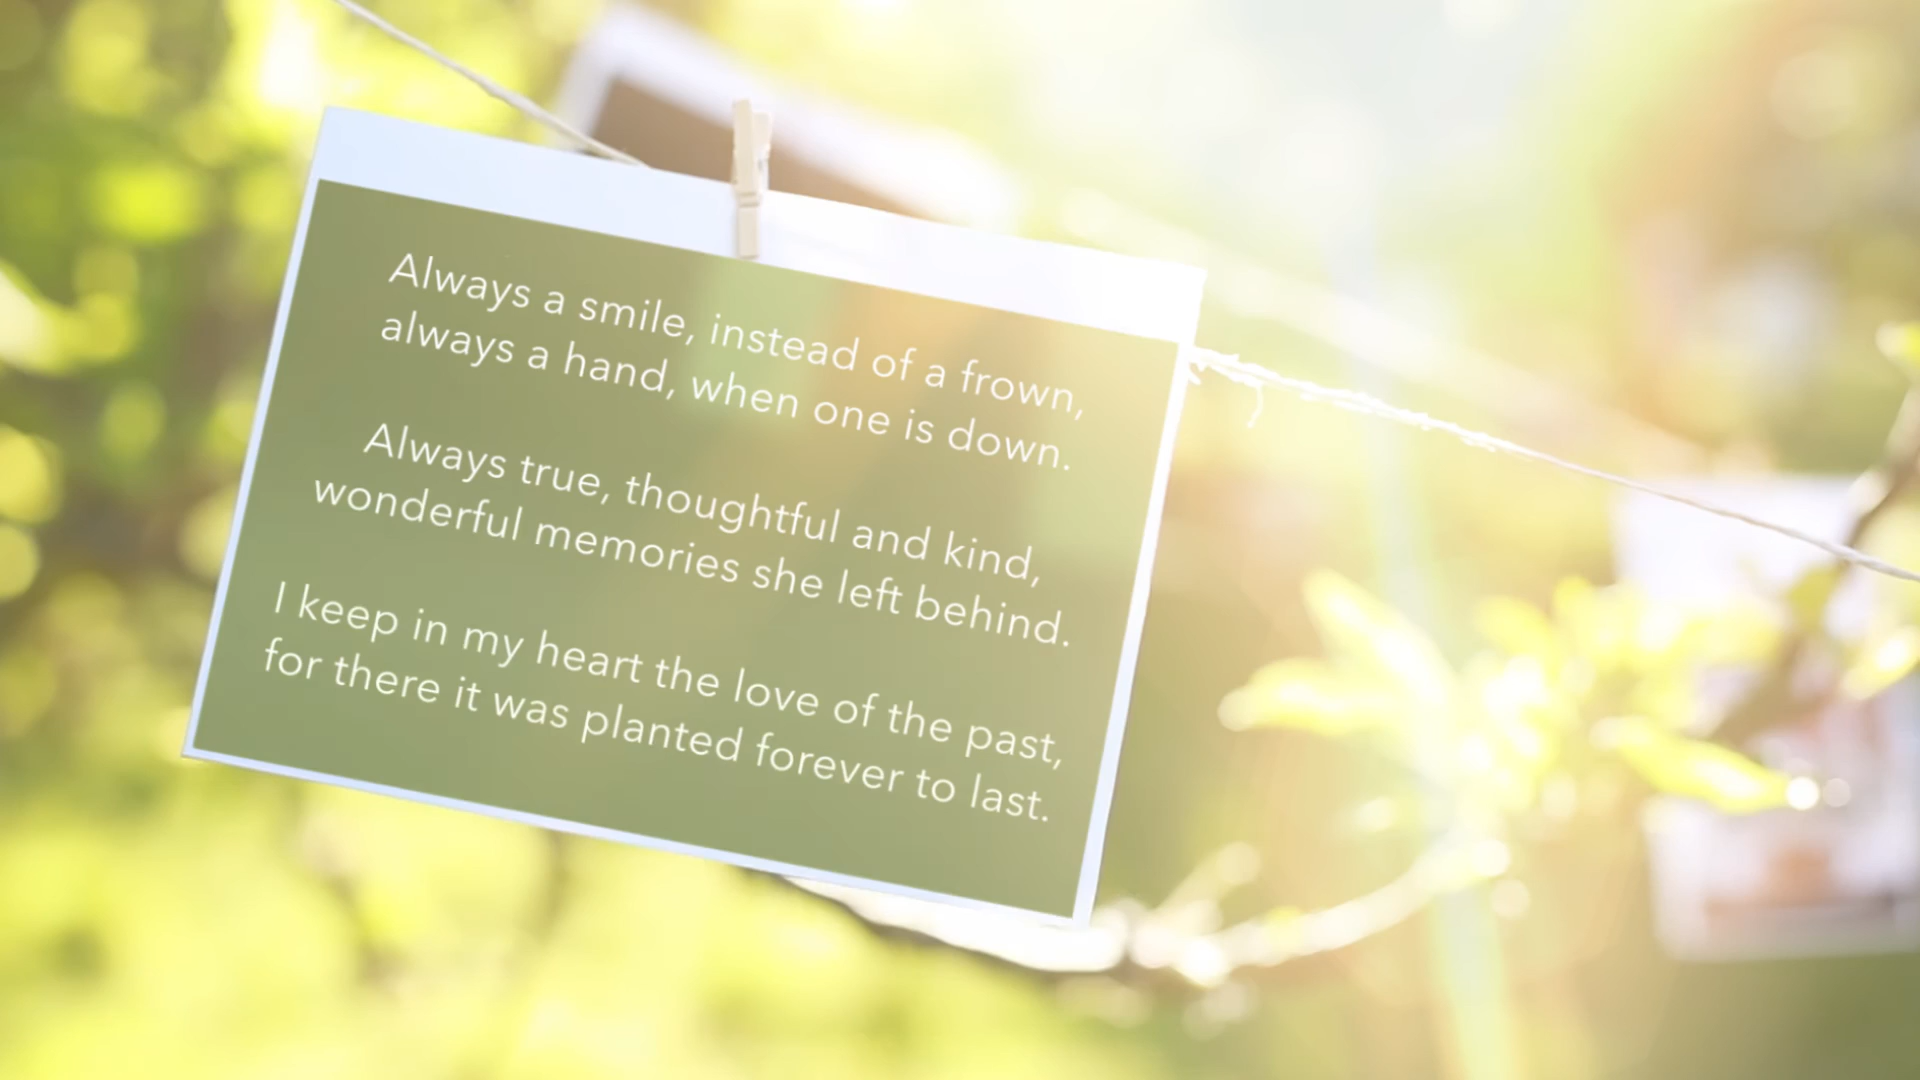 Always a smile, instead of a frown,
always a hand, when one is down.
Always true, thoughtful and kind,
wonderful memories she left behind.
I keep in my heart the love of the past,
for there it was planted forever to last.